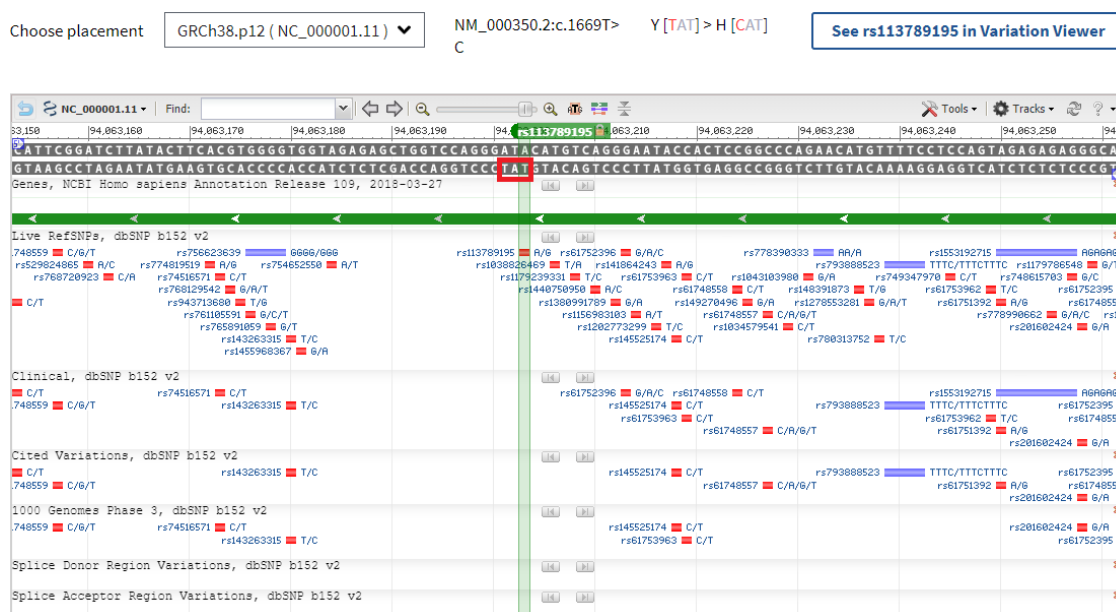 Choose placement GRCh38.p12 ( NC_000001.11 ) NM_000350.2:c.1669T> Y [TAT] > H [CAT] See rs113789195 in Variation Viewer
C
NC_000001.11 Find: Tools Tracks ?
94,063,160 94,063,170 94,063,180 94,063,190 rs113789195 94,063,220 94,063,230 94,063,240 94,063,250
Genes, NCBI Homo sapiens Annotation Release 109, 2018-03-27
Live RefSNPs, dbSNP b152 v2
.748559 C/G/T rs756623639 GGGG/GGG rs113789195 A/G rs61752396 G/A/C rs778390333 AA/A rs1553192715
rs529824865 A/C rs774819519 A/G rs754652550 A/T rs1038826469 T/A rs141864243 A/G rs793888523 TTTC/TTTCTTTC rs1179786548
rs768720923 C/A rs74516571 C/T rs1179239331 T/C rs61753963 C/T rs1043103980 G/A rs749347970 C/T rs748615703 G/C
rs768129542 G/A/T rs1440750950 A/C rs61748558 C/T rs148391873 T/G rs61753962 T/C rs61752395
C/T rs943713680 T/G rs1380991789 G/A rs149270496 G/A rs1278553281 G/A/T rs61751392 A/G
rs761105591 G/C/T rs1156983103 A/T rs61748557 C/A/G/T rs778990662 G/A/C
rs765891059 G/T rs1202773299 T/C rs1034579541 C/T rs201602424 G/A
rs143263315 T/C rs145525174 C/T rs780313752 T/C
rs1455968367 G/A
Clinical, dbSNP b152 v2
C/T rs74516571 C/T rs61752396 G/A/C rs61748558 C/T rs1553192715
.748559 C/G/T rs143263315 T/C rs145525174 C/T rs793888523 TTTC/TTTCTTTC rs61752395
rs61753963 C/T rs61753962 T/C
rs61748557 C/A/G/T rs61751392 A/G
rs201602424 G/A
Cited Variations, dbSNP b152 v2
C/T rs143263315 T/C rs145525174 C/T rs793888523 TTTC/TTTCTTTC rs61752395
.748559 C/G/T rs61748557 C/A/G/T rs61751392 A/G
rs201602424 G/A
1000 Genomes Phase 3, dbSNP b152 v2
.748559 C/G/T rs74516571 C/T rs145525174 C/T rs201602424 G/A
rs143263315 T/C rs61753963 C/T rs61752395
Splice Donor Region Variations, dbSNP b152 v2
Splice Acceptor Region Variations, dbSNP b152 v2